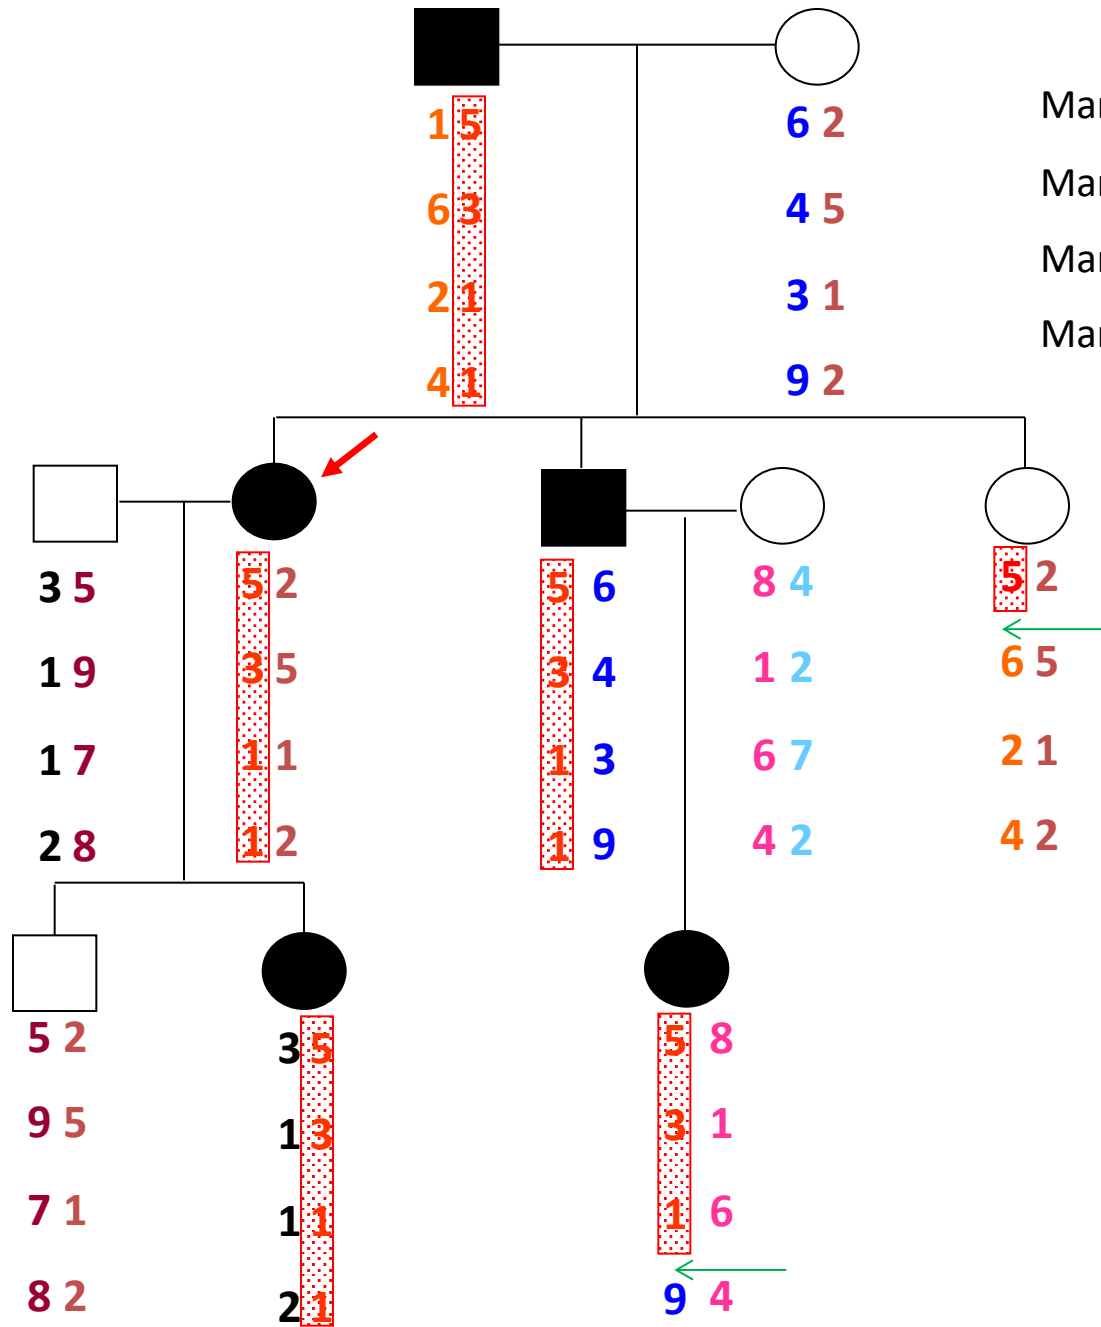 1 5 6 2 Mar
6 3 4 5 Mar
2 1 3 1 Mar
4 1 9 2 Mar
3 5 5 2 5 6 8 4 5 2
1 9 3 5 3 4 1 2 6 5
1 7 1 1 1 3 6 7 2 1
2 8 1 2 1 9 4 2 4 2
5 2 3 5 5 8
9 5 1 3 3 1
7 1 1 1 1 6
8 2 2 1 9 4